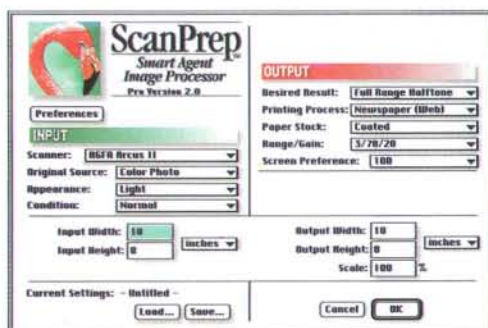 ScanPrep™
Smart Agent
Image Processor
Pro Version 2.0
Preferences
INPUT
Scanner: AGFA Arcus II
Original Source: Color Photo
Appearance: Light
Condition: Normal
OUTPUT
Desired Result: Full Range Halftone
Printing Process: Newspaper (Web)
Paper Stock: Coated
Range/Gain: 3/70/20
Screen Preference: 100
Input Width: 10
Input Height: 8
inches
Output Width: 10
Output Height: 8
inches
Scale: 100 %
Current Settings: - Untitled -
Load... Save...
Cancel OK